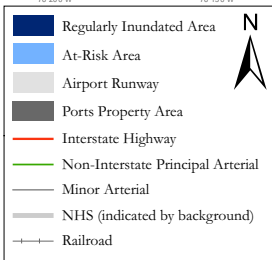 N
Regularly Inundated Area
At-Risk Area
Airport Runway
Ports Property Area
Interstate Highway
Non-Interstate Principal Arterial
Minor Arterial
NHS (indicated by background)
Railroad